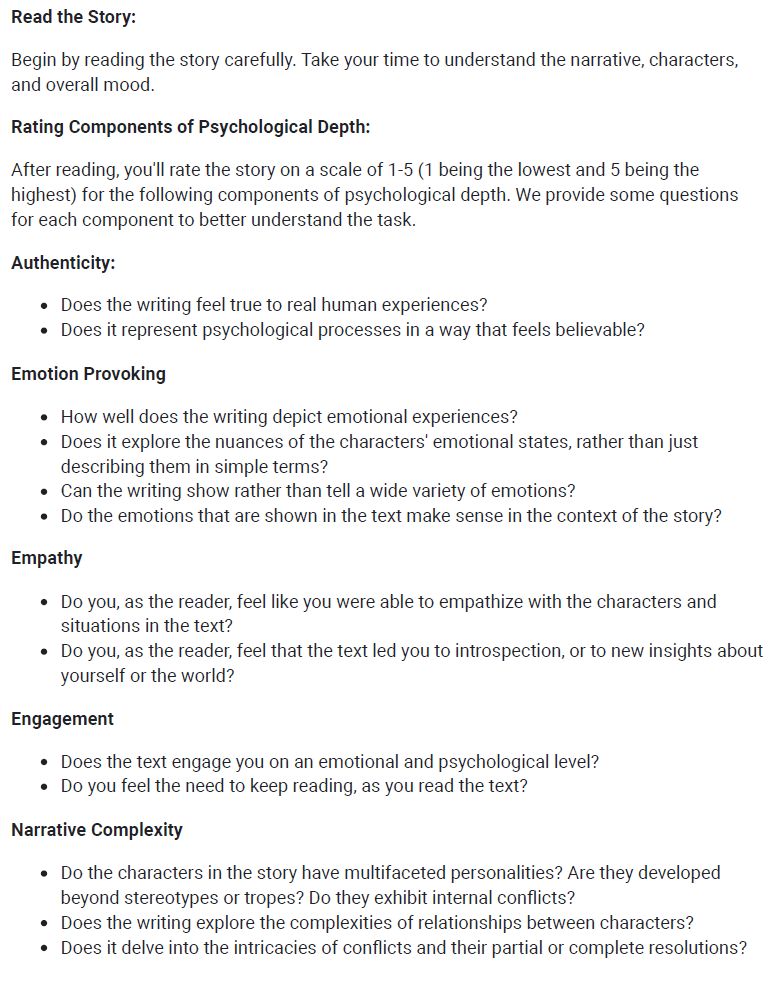 Read the Story:
Begin by reading the story carefully. Take your time to understand the narrative, characters,
and overall mood.
Rating Components of Psychological Depth:
After reading, you'll rate the story on a scale of 1-5 (1 being the lowest and 5 being the
highest) for the following components of psychological depth. We provide some questions
for each component to better understand the task.
Authenticity:
• Does the writing feel true to real human experiences?
• Does it represent psychological processes in a way that feels believable?
Emotion Provoking
• How well does the writing depict emotional experiences?
• Does it explore the nuances of the characters' emotional states, rather than just
describing them in simple terms?
• Can the writing show rather than tell a wide variety of emotions?
• Do the emotions that are shown in the text make sense in the context of the story?
Empathy
• Do you, as the reader, feel like you were able to empathize with the characters and
situations in the text?
• Do you, as the reader, feel that the text led you to introspection, or to new insights about
yourself or the world?
Engagement
• Does the text engage you on an emotional and psychological level?
• Do you feel the need to keep reading, as you read the text?
Narrative Complexity
• Do the characters in the story have multifaceted personalities? Are they developed
beyond stereotypes or tropes? Do they exhibit internal conflicts?
• Does the writing explore the complexities of relationships between characters?
• Does it delve into the intricacies of conflicts and their partial or complete resolutions?